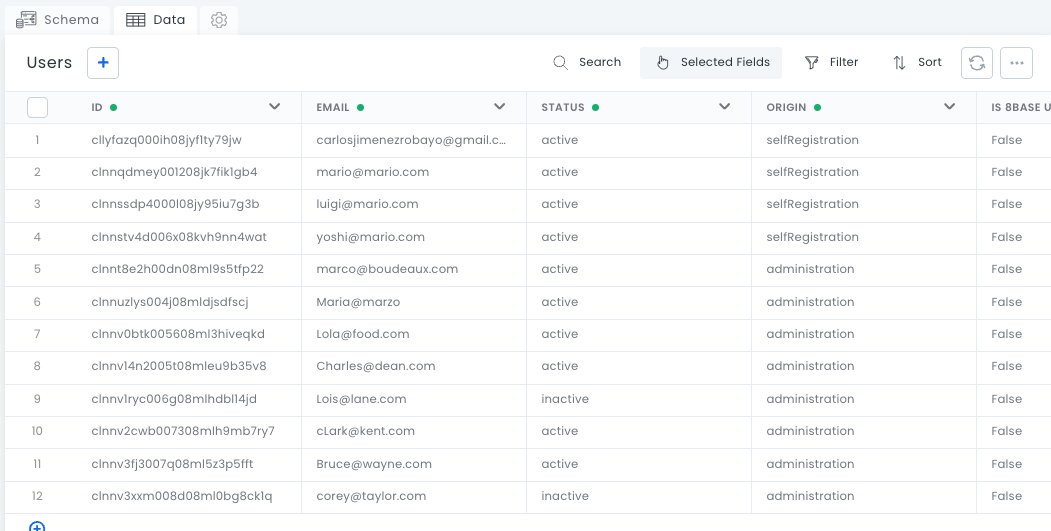 Schema Data
Users + Search Selected Fields Filter Sort
ID EMAIL STATUS ORIGIN IS 8BASE U
1 cllyfazq000ih08jyf1ty79jw carlosjimenezrobayo@gmail.c... active selfRegistration False
2 clnnqdmey001208jk7fik1gb4 mario@mario.com active selfRegistration False
3 clnnssdp4000l08jy95iu7g3b luigi@mario.com active selfRegistration False
4 clnnstv4d006x08kvh9nn4wat yoshi@mario.com active selfRegistration False
5 clnnt8e2h00dn08ml9s5tfp22 marco@boudeaux.com active administration False
6 clnnuzlys004j08mldjsdfscj Maria@marzo active administration False
7 clnnv0btk005608ml3hiveqkd Lola@food.com active administration False
8 clnnv14n2005t08mleu9b35v8 Charles@dean.com active administration False
9 clnnv1ryc006g08mlhdbl14jd Lois@lane.com inactive administration False
10 clnnv2cwb007308mlh9mb7ry7 cLark@kent.com active administration False
11 clnnv3fj3007q08ml5z3p5fft Bruce@wayne.com active administration False
12 clnnv3xxm008d08ml0bg8ck1q corey@taylor.com inactive administration False